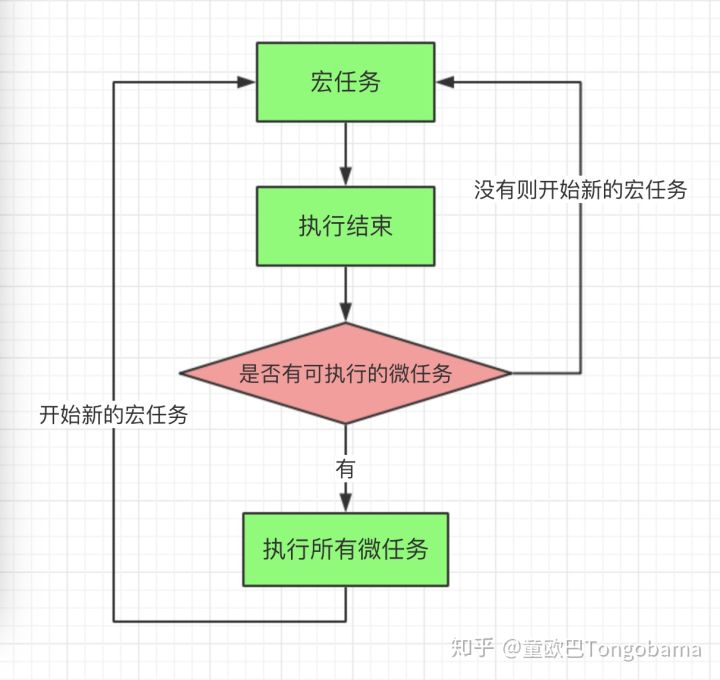 宏任务
没有则开始新的宏任务
执行结束
是否有可执行的微任务
开始新的宏任务
有
执行所有微任务
知乎 @童欧巴Tongobama